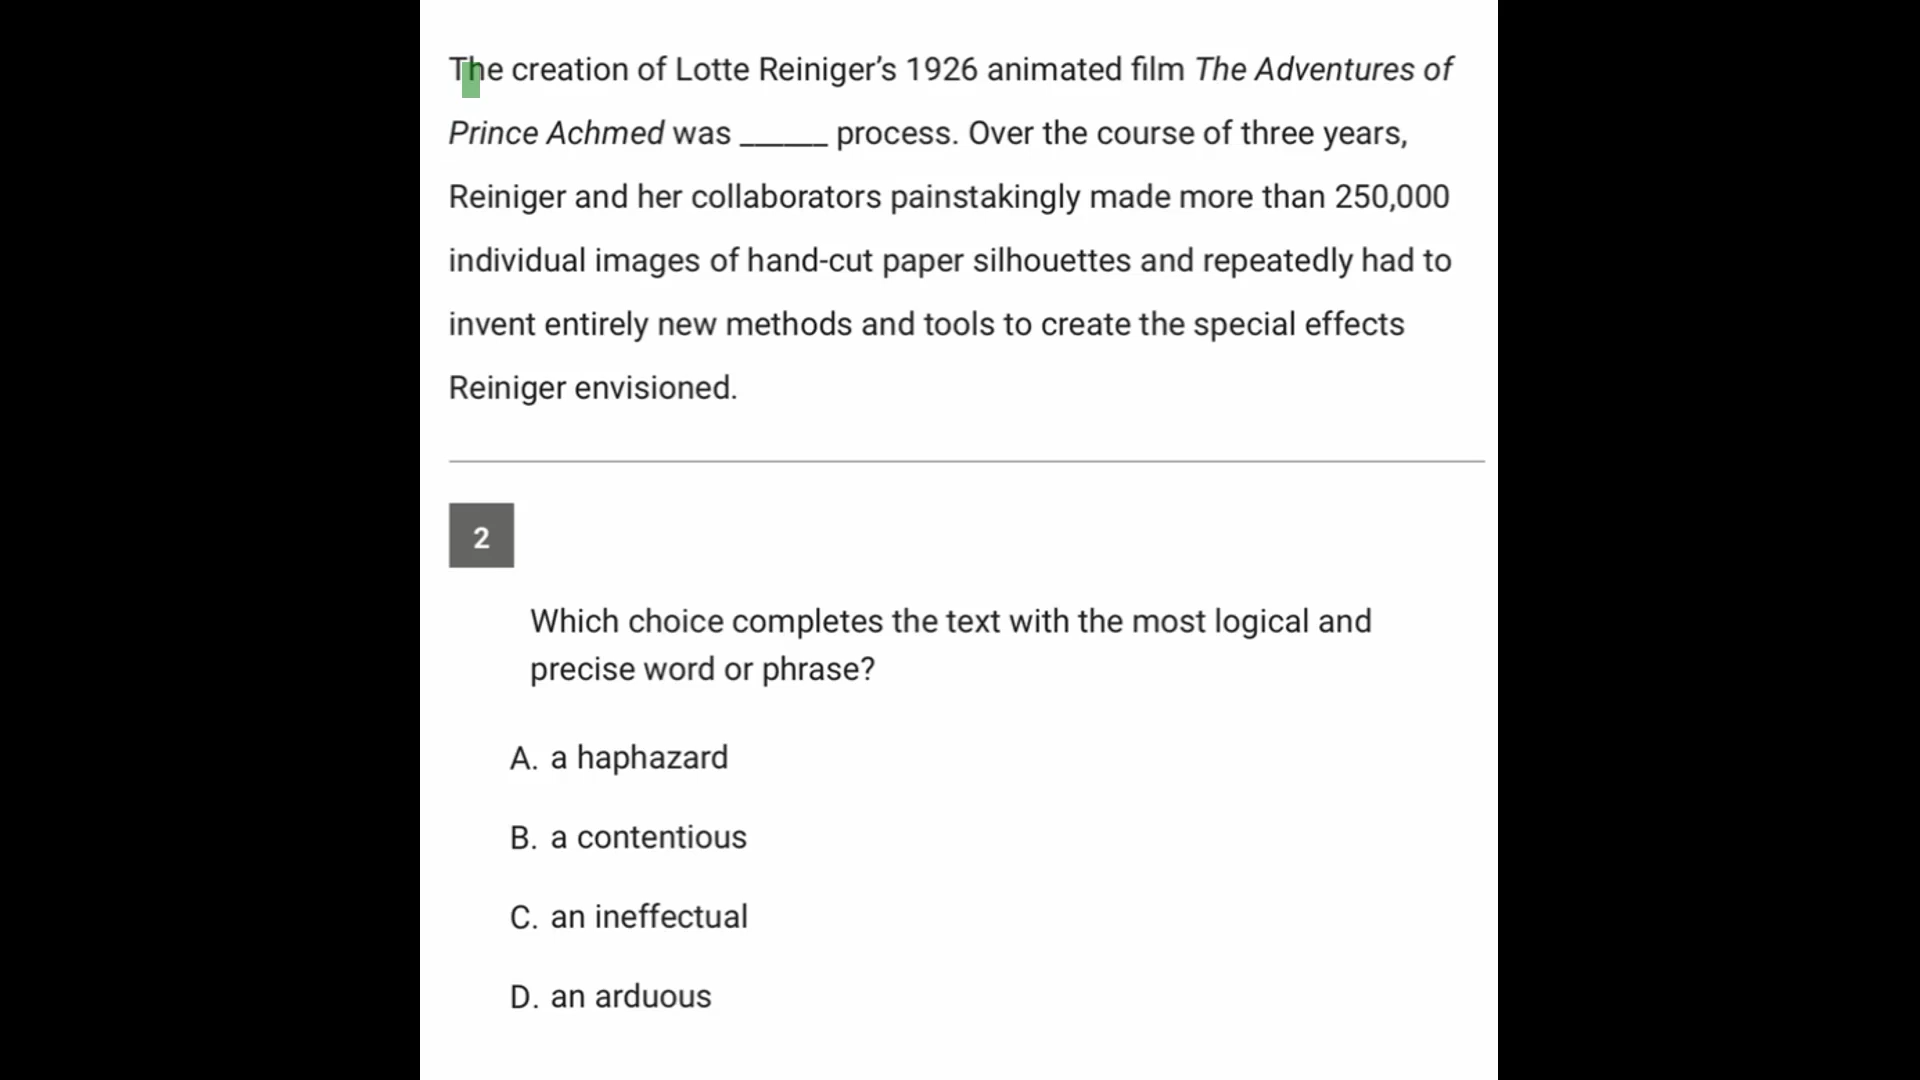 The creation of Lotte Reiniger’s 1926 animated film The Adventures of
Prince Achmed was ______ process. Over the course of three years,
Reiniger and her collaborators painstakingly made more than 250,000
individual images of hand-cut paper silhouettes and repeatedly had to
invent entirely new methods and tools to create the special effects
Reiniger envisioned.
2
Which choice completes the text with the most logical and
precise word or phrase?
A. a haphazard
B. a contentious
C. an ineffectual
D. an arduous